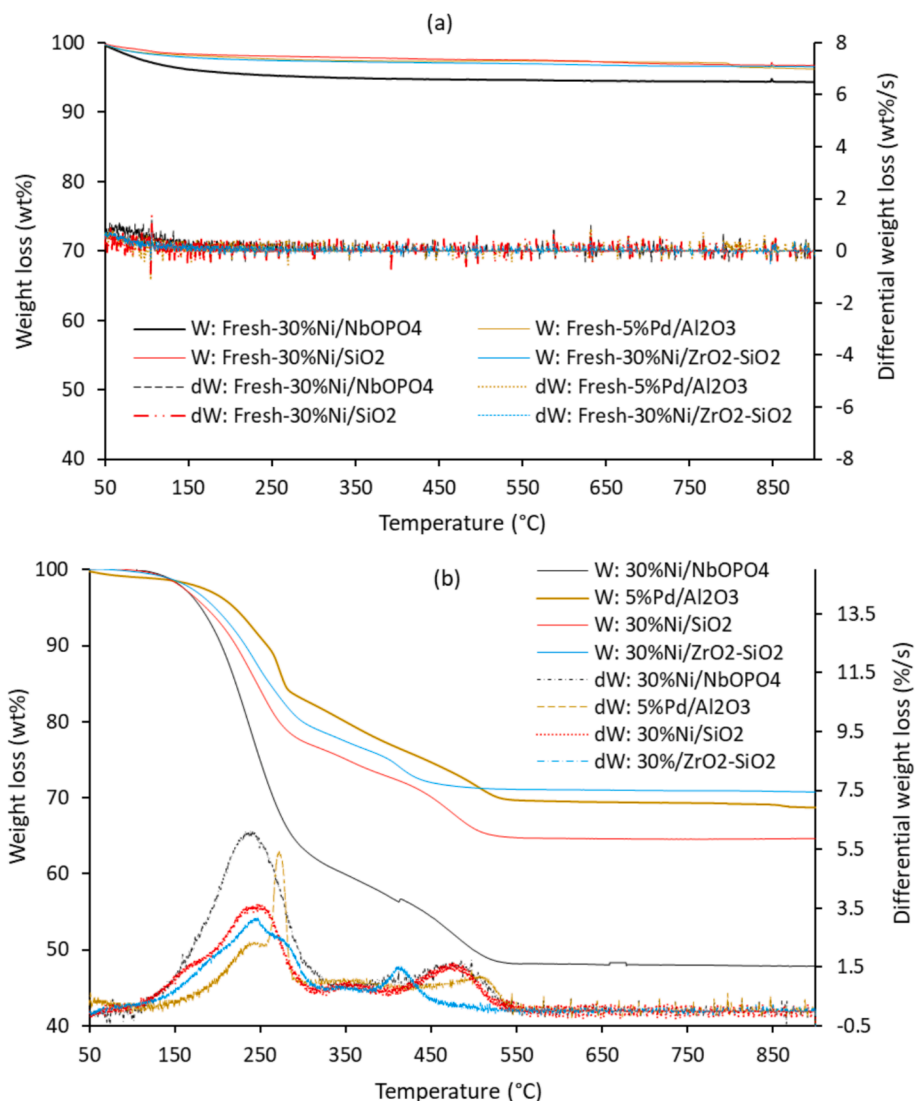 (a)
100
90
80
70
60
50
40
Weight loss (wt%)
8
6
4
2
0
-2
-4
-6
-8
Differential weight loss (wt%/s)
W: Fresh-30%Ni/NbOPO4
W: Fresh-5%Pd/Al2O3
W: Fresh-30%Ni/SiO2
W: Fresh-30%Ni/ZrO2-SiO2
dW: Fresh-30%Ni/NbOPO4
dW: Fresh-5%Pd/Al2O3
dW: Fresh-30%Ni/SiO2
dW: Fresh-30%Ni/ZrO2-SiO2
50 150 250 350 450 550 650 750 850
Temperature (°C)
(b)
100
90
80
70
60
50
40
Weight loss (wt%)
13.5
11.5
9.5
7.5
5.5
3.5
1.5
-0.5
Differential weight loss (%/s)
W: 30%Ni/NbOPO4
W: 5%Pd/Al2O3
W: 30%Ni/SiO2
W: 30%Ni/ZrO2-SiO2
dW: 30%Ni/NbOPO4
dW: 5%Pd/Al2O3
dW: 30%Ni/SiO2
dW: 30%/ZrO2-SiO2
50 150 250 350 450 550 650 750 850
Temperature (°C)